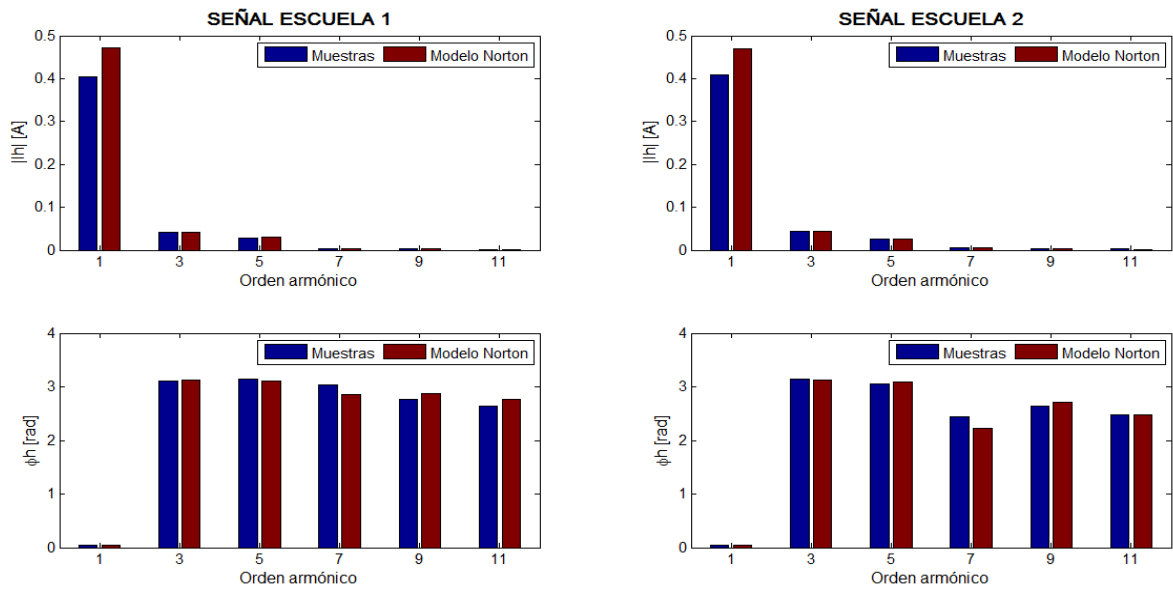 SEÑAL ESCUELA 1
0.5
0.4
0.3
0.2
0.1
0
|Ih| [A]
Muestras Modelo Norton
1 3 5 7 9 11
Orden armónico
SEÑAL ESCUELA 2
0.5
0.4
0.3
0.2
0.1
0
|Ih| [A]
Muestras Modelo Norton
1 3 5 7 9 11
Orden armónico
4
3
2
1
0
ϕh [rad]
Muestras Modelo Norton
1 3 5 7 9 11
Orden armónico
4
3
2
1
0
ϕh [rad]
Muestras Modelo Norton
1 3 5 7 9 11
Orden armónico